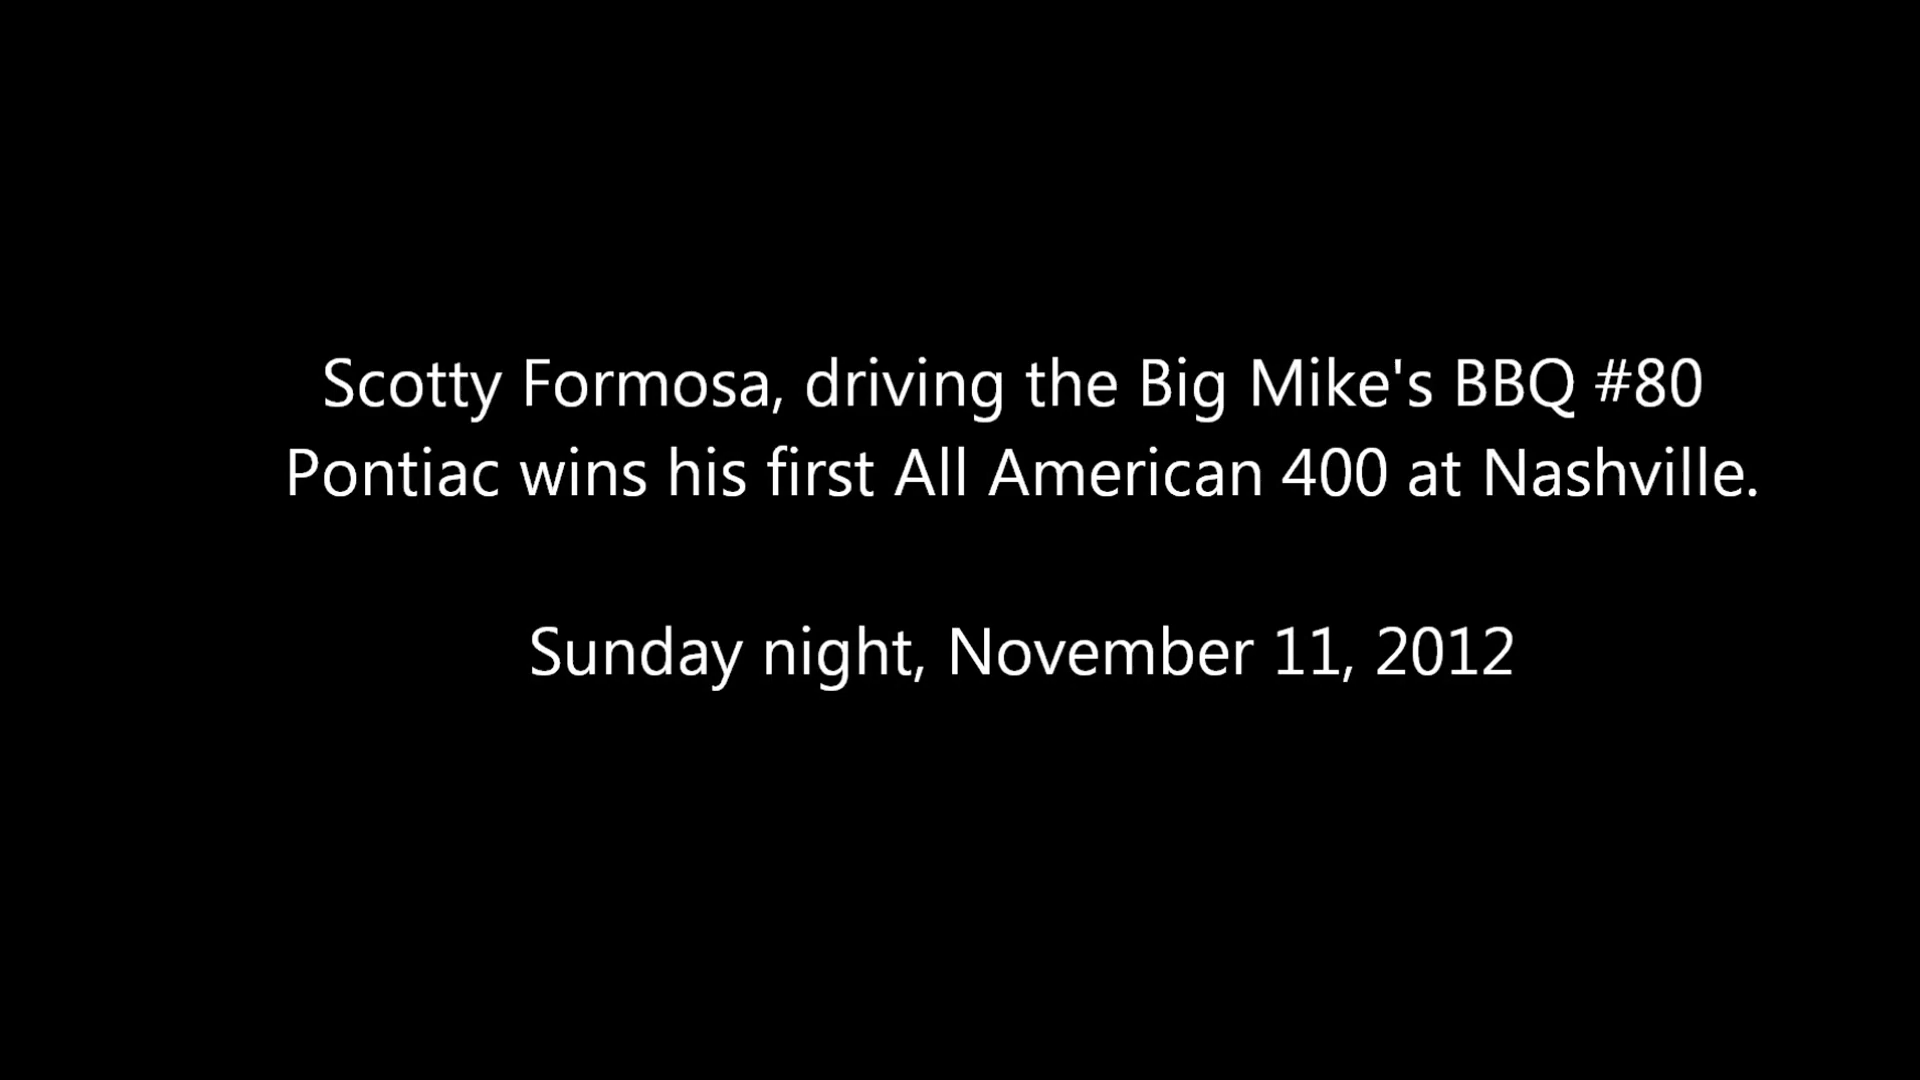 Scotty Formosa, driving the Big Mike's BBQ #80
Pontiac wins his first All American 400 at Nashville.
Sunday night, November 11, 2012